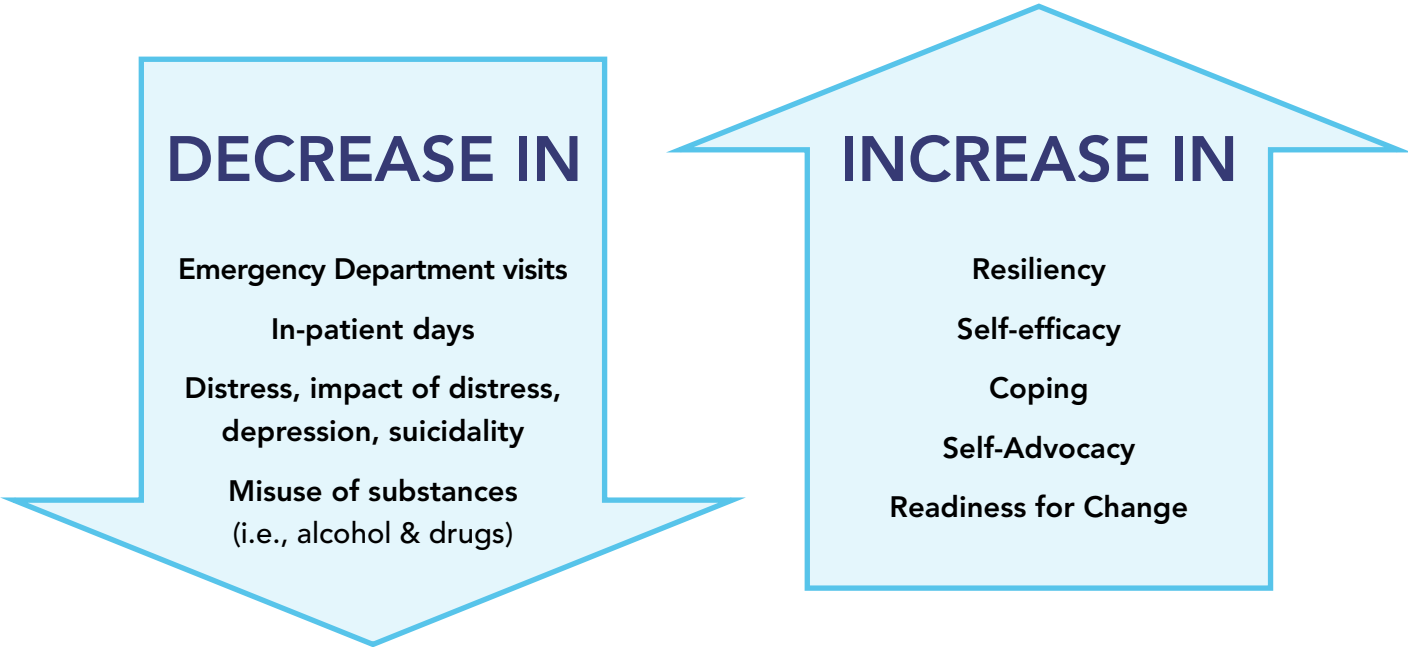 DECREASE IN
Emergency Department visits
In-patient days
Distress, impact of distress,
depression, suicidality
Misuse of substances
(i.e., alcohol & drugs)
INCREASE IN
Resiliency
Self-efficacy
Coping
Self-Advocacy
Readiness for Change